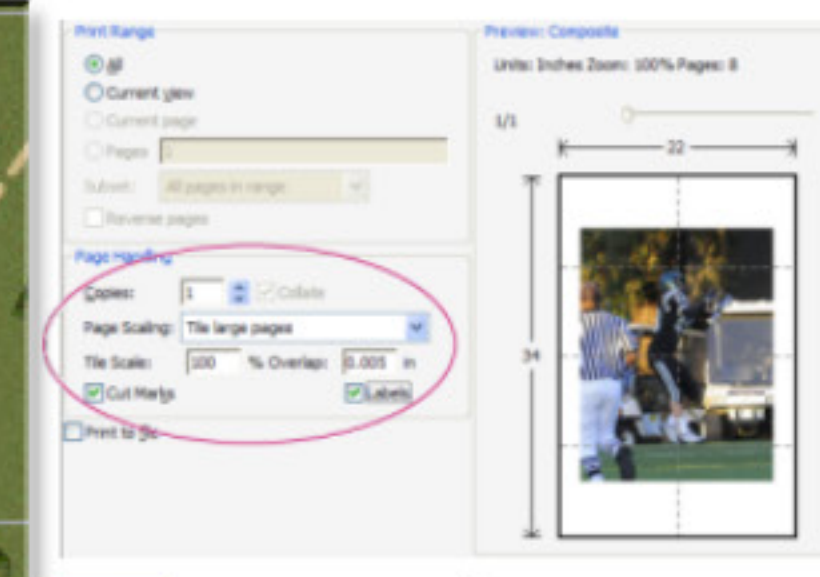 Print Range
All
Current view
Current page
Pages 1
Subset: All pages in range
Reverse pages
Page Handling
Copies: 1 Collate
Page Scaling: Tile large pages
Tile Scale: 100 % Overlap: 0.005 in
Cut Marks Labels
Print to file
Preview: Composite
Units: Inches Zoom: 100% Pages: 8
1/1
22
34